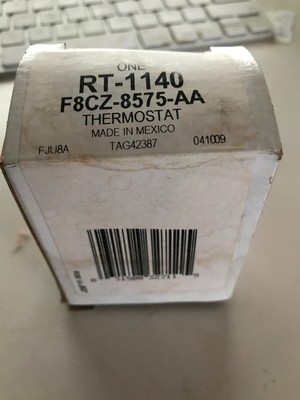 ONE
RT-1140
F8CZ-8575-AA
THERMOSTAT
MADE IN MEXICO
FJU8A TAG42387 041009